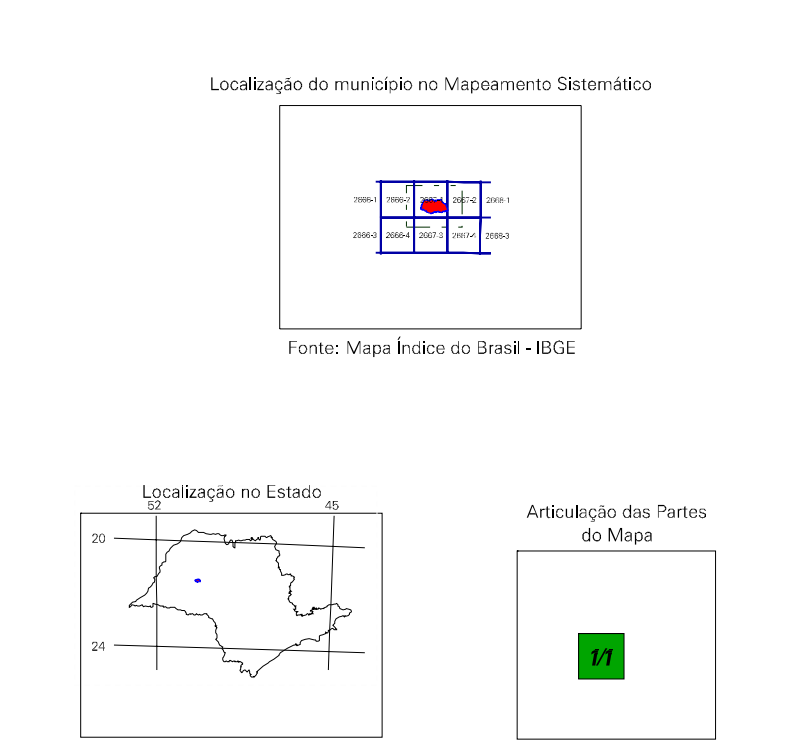 Localização do município no Mapeamento Sistemático
2666-1 2666-2 2667-2 2668-1
2666-3 2666-4 2667-3 2667-4 2668-3
Fonte: Mapa Índice do Brasil - IBGE
Localização no Estado
52 45
20
24
Articulação das Partes
do Mapa
1/1